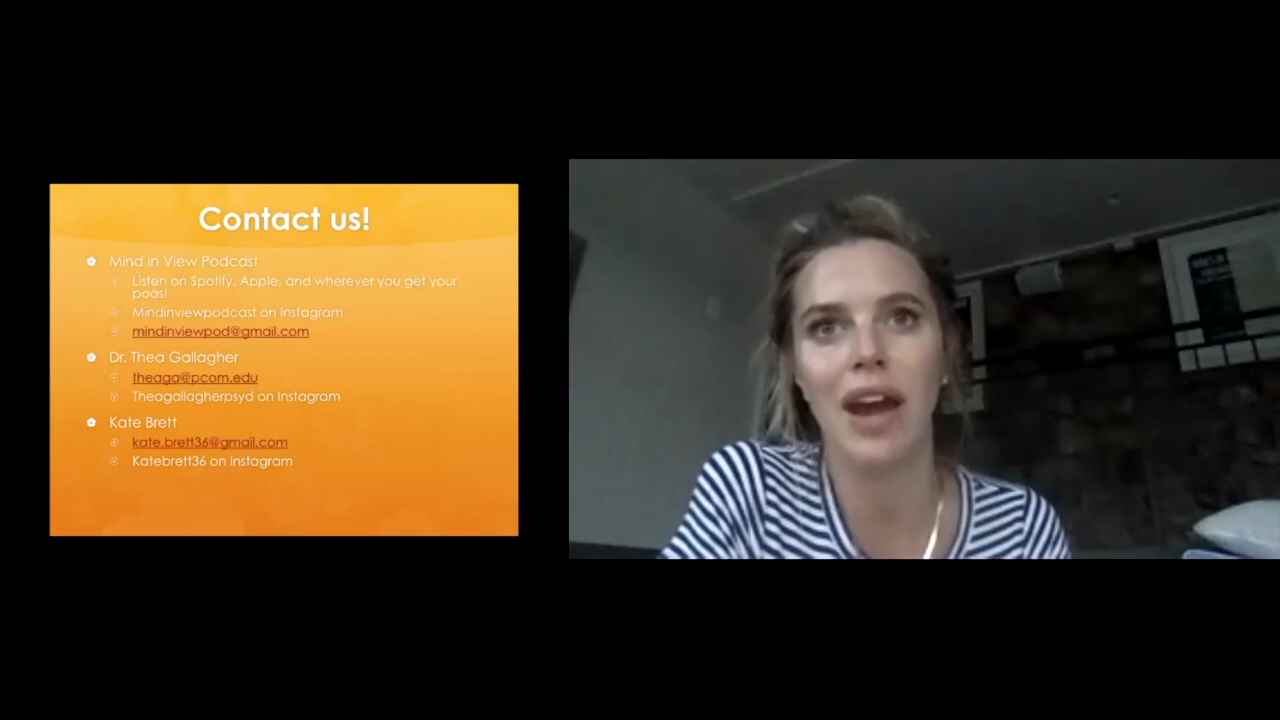 Contact us!
Mind in View Podcast
Listen on Spotify, Apple, and wherever you get your
pods!
Mindinviewpodcast on Instagram
mindinviewpod@gmail.com
Dr. Thea Gallagher
theaga@pcom.edu
Theagallagherpsyd on Instagram
Kate Brett
kate.brett36@gmail.com
Katebrett36 on Instagram